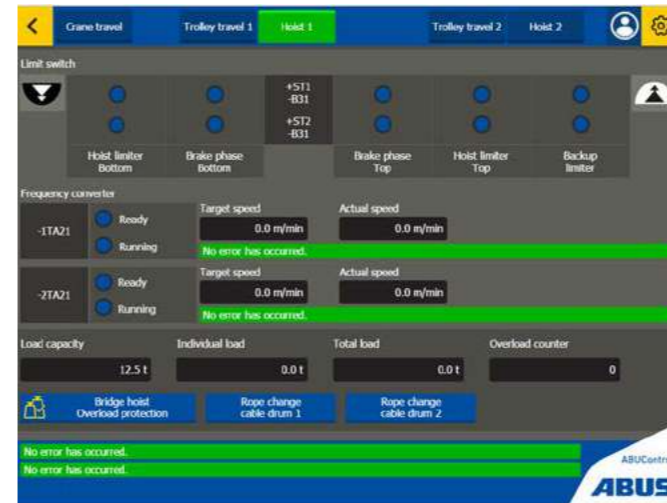 Crane travel Trolley travel 1 Hoist 1 Trolley travel 2 Hoist 2
Limit switch
+ST1
-B31
+ST2
-B31
Hoist limiter
Bottom
Brake phase
Bottom
Brake phase
Top
Hoist limiter
Top
Backup
limiter
Frequency converter
-1TA21
Ready
Running
Target speed
0.0 m/min
Actual speed
0.0 m/min
No error has occurred.
-2TA21
Ready
Running
Target speed
0.0 m/min
Actual speed
0.0 m/min
No error has occurred.
Load capacity Individual load Total load Overload counter
12.5 t 0.0 t 0.0 t 0
Bridge hoist
Overload protection
Rope change
cable drum 1
Rope change
cable drum 2
No error has occurred.
No error has occurred.
ABUS